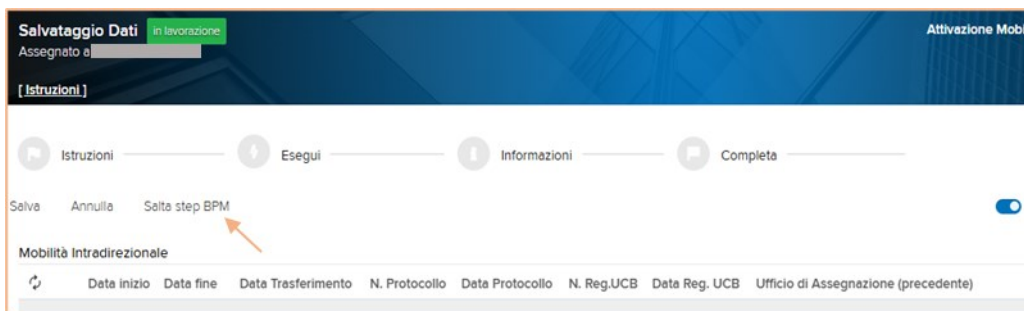 Salvataggio Dati in lavorazione Attivazione Mobi
Assegnato a
[ Istruzioni ]
Istruzioni Esegui Informazioni Completa
Salva Annulla Salta step BPM
Mobilità Intradirezionale
Data inizio Data fine Data Trasferimento N. Protocollo Data Protocollo N. Reg.UCB Data Reg. UCB Ufficio di Assegnazione (precedente)